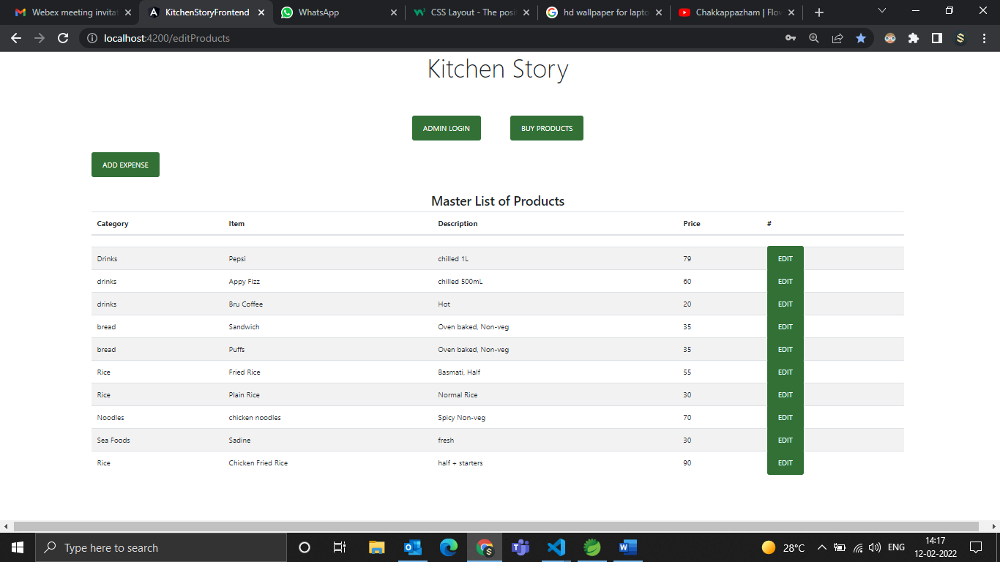 Webex meeting invita
KitchenStoryFrontend
WhatsApp
CSS Layout - The posi
hd wallpaper for lapto
Chakkappazham | Flow
localhost:4200/editProducts
Kitchen Story
ADMIN LOGIN BUY PRODUCTS
ADD EXPENSE
Master List of Products
Category Item Description Price #
Drinks Pepsi chilled 1L 79 EDIT
drinks Appy Fizz chilled 500mL 60 EDIT
drinks Bru Coffee Hot 20 EDIT
bread Sandwich Oven baked, Non-veg 35 EDIT
bread Puffs Oven baked, Non-veg 35 EDIT
Rice Fried Rice Basmati, Half 55 EDIT
Rice Plain Rice Normal Rice 30 EDIT
Noodles chicken noodles Spicy Non-veg 70 EDIT
Sea Foods Sadine fresh 30 EDIT
Rice Chicken Fried Rice half + starters 90 EDIT
Type here to search
28°C
ENG
14:17
12-02-2022